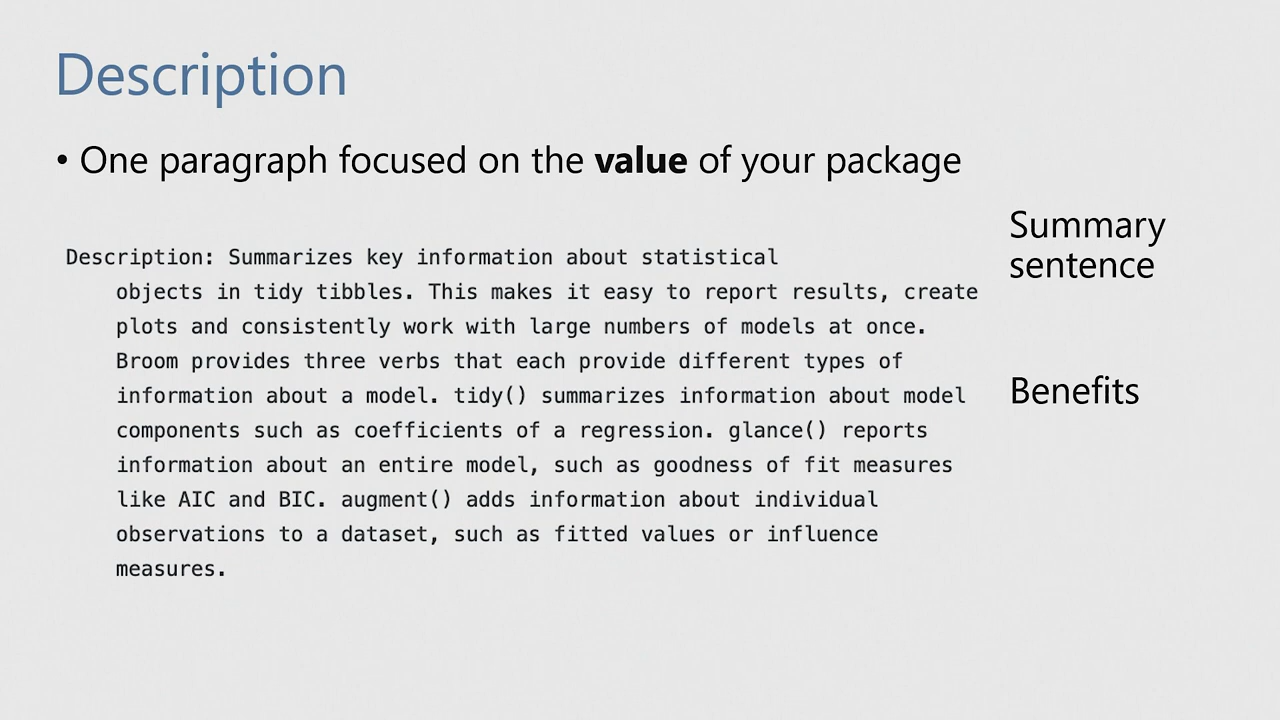 Description
• One paragraph focused on the value of your package
Summary
sentence
Description: Summarizes key information about statistical
objects in tidy tibbles. This makes it easy to report results, create
plots and consistently work with large numbers of models at once.
Broom provides three verbs that each provide different types of
information about a model. tidy() summarizes information about model
components such as coefficients of a regression. glance() reports
information about an entire model, such as goodness of fit measures
like AIC and BIC. augment() adds information about individual
observations to a dataset, such as fitted values or influence
measures.
Benefits